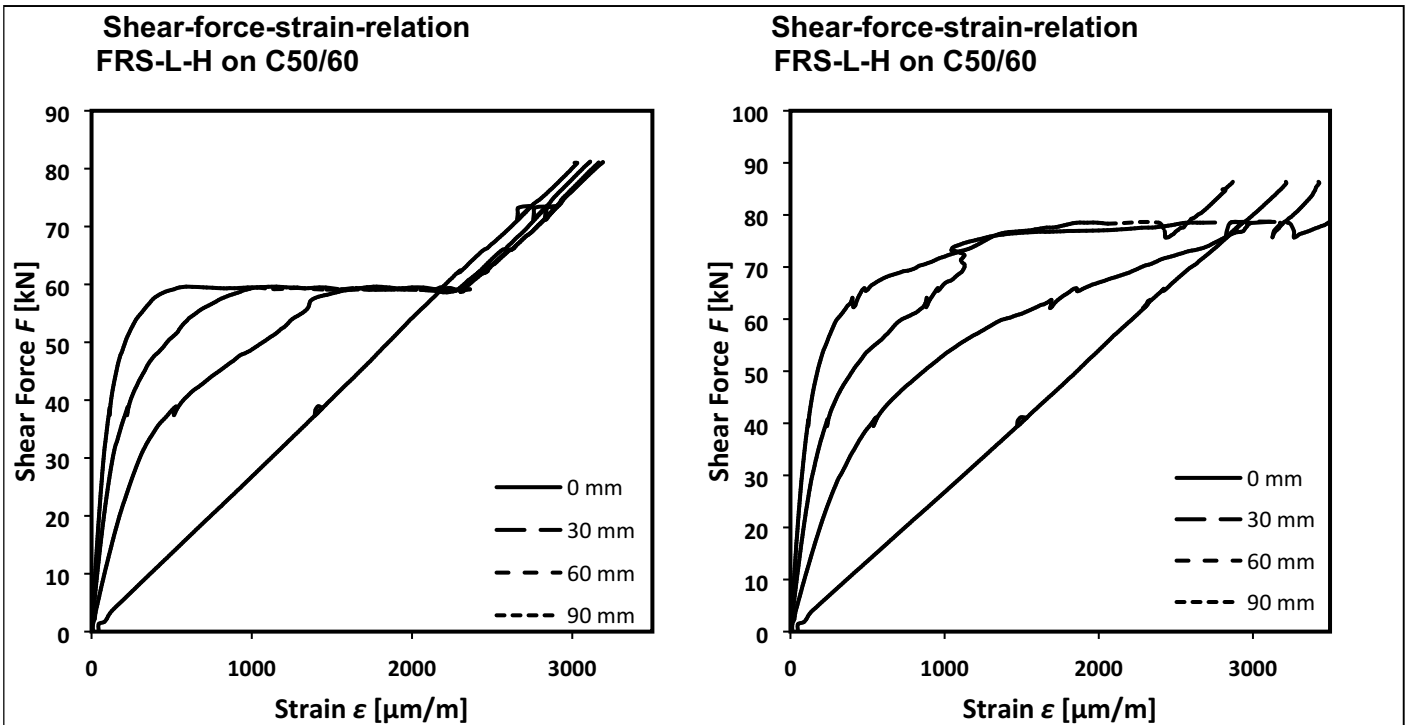 Shear-force-strain-relation
FRS-L-H on C50/60
90
80
70
60
50
40
30
20
10
0
Shear Force F [kN]
0 mm
30 mm
60 mm
90 mm
0 1000 2000 3000
Strain ε [μm/m]
Shear-force-strain-relation
FRS-L-H on C50/60
100
90
80
70
60
50
40
30
20
10
0
Shear Force F [kN]
0 mm
30 mm
60 mm
90 mm
0 1000 2000 3000
Strain ε [μm/m]